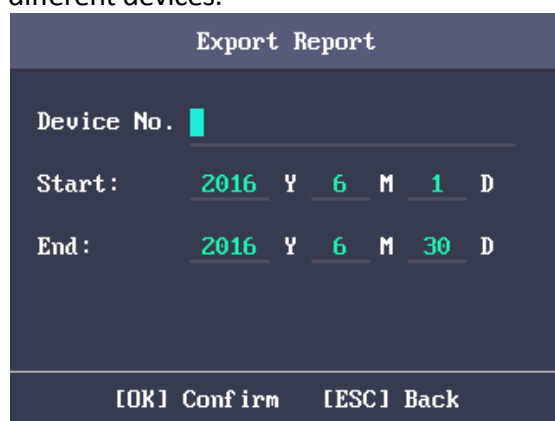 different devices.
Export Report
Device No.
Start: 2016 Y 6 M 1 D
End: 2016 Y 6 M 30 D
[OK] Confirm [ESC] Back